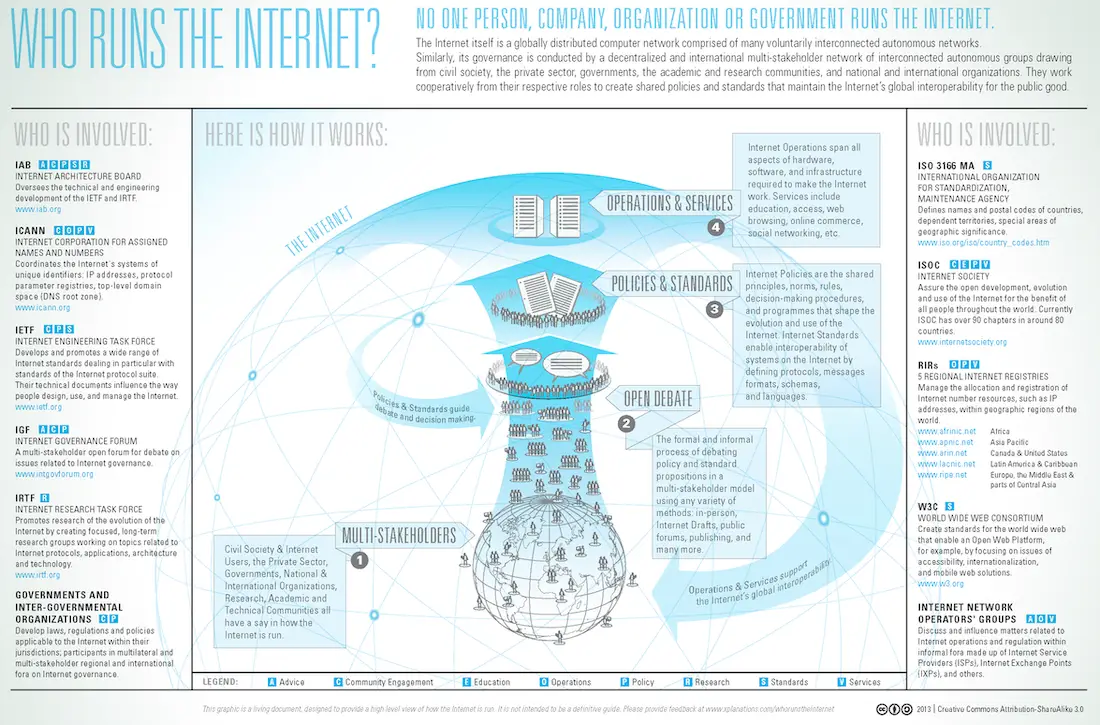 WHO RUNS THE INTERNET?
NO ONE PERSON, COMPANY, ORGANIZATION OR GOVERNMENT RUNS THE INTERNET.
The Internet itself is a globally distributed computer network comprised of many voluntarily interconnected autonomous networks.
Similarly, its governance is conducted by a decentralized and international multi-stakeholder network of interconnected autonomous groups drawing
from civil society, the private sector, governments, the academic and research communities, and national and international organizations. They work
cooperatively from their respective roles to create shared policies and standards that maintain the Internet's global interoperability for the public good.
WHO IS INVOLVED:
IAB A C P S R
INTERNET ARCHITECTURE BOARD
Oversees the technical and engineering
development of the IETF and IRTF.
www.iab.org
ICANN C O P V
INTERNET CORPORATION FOR ASSIGNED
NAMES AND NUMBERS
Coordinates the Internet's systems of
unique identifiers: IP addresses, protocol
parameter registries, top-level domain
space (DNS root zone).
www.icann.org
IETF C P S
INTERNET ENGINEERING TASK FORCE
Develops and promotes a wide range of
Internet standards dealing in particular with
standards of the Internet protocol suite.
Their technical documents influence the way
people design, use, and manage the Internet.
www.ietf.org
IGF A C P
INTERNET GOVERNANCE FORUM
A multi-stakeholder open forum for debate on
issues related to Internet governance.
www.intgovforum.org
IRTF R
INTERNET RESEARCH TASK FORCE
Promotes research of the evolution of the
Internet by creating focused, long-term
research groups working on topics related to
Internet protocols, applications, architecture
and technology.
www.irtf.org
GOVERNMENTS AND
INTER-GOVERNMENTAL
ORGANIZATIONS C P
Develop laws, regulations and policies
applicable to the Internet within their
jurisdictions; participants in multilateral and
multi-stakeholder regional and international
fora on Internet governance.
HERE IS HOW IT WORKS:
THE INTERNET
OPERATIONS & SERVICES
4
Internet Operations span all
aspects of hardware,
software, and infrastructure
required to make the Internet
work. Services include
education, access, web
browsing, online commerce,
social networking, etc.
POLICIES & STANDARDS
3
Internet Policies are the shared
principles, norms, rules,
decision-making procedures,
and programmes that shape the
evolution and use of the
Internet. Internet Standards
enable interoperability of
systems on the Internet by
defining protocols, messages
formats, schemas,
and languages.
Policies & Standards guide
debate and decision making.
OPEN DEBATE
2
The formal and informal
process of debating
policy and standard
propositions in a
multi-stakeholder model
using any variety of
methods: in-person,
Internet Drafts, public
forums, publishing, and
many more.
MULTI-STAKEHOLDERS
1
Civil Society & Internet
Users, the Private Sector,
Governments, National &
International Organizations,
Research, Academic and
Technical Communities all
have a say in how the
Internet is run.
Operations & Services support
the Internet's global interoperability.
WHO IS INVOLVED:
ISO 3166 MA S
INTERNATIONAL ORGANIZATION
FOR STANDARDIZATION,
MAINTENANCE AGENCY
Defines names and postal codes of countries,
dependent territories, special areas of
geographic significance.
www.iso.org/iso/country_codes.htm
ISOC C E P V
INTERNET SOCIETY
Assure the open development, evolution
and use of the Internet for the benefit of
all people throughout the world. Currently
ISOC has over 90 chapters in around 80
countries.
www.internetsociety.org
RIRs O P V
5 REGIONAL INTERNET REGISTRIES
Manage the allocation and registration of
Internet number resources, such as IP
addresses, within geographic regions of the
world.
www.afrinic.net Africa
www.apnic.net Asia Pacific
www.arin.net Canada & United States
www.lacnic.net Latin Amurica & Caribbean
www.ripe.net Europe, the Middle East &
parts of Central Asia
W3C S
WORLD WIDE WEB CONSORTIUM
Create standards for the world wide web
that enable an Open Web Platform,
for example, by focusing on issues of
accessibility, internationalization,
and mobile web solutions.
www.w3.org
INTERNET NETWORK
OPERATORS' GROUPS A O V
Discuss and influence matters related to
Internet operations and regulation within
informal fora made up of Internet Service
Providers (ISPs), Internet Exchange Points
(IXPs), and others.
LEGEND: A Advice C Community Engagement E Education O Operations P Policy R Research S Standards V Services
This graphic is a living document, designed to provide a high level view of how the Internet is run. It is not intended to be a definitive guide. Please provide feedback at www.xplanations.com/whorunstheinternet
cc 2013 | Creative Commons Attribution-SharuAliku 3.0